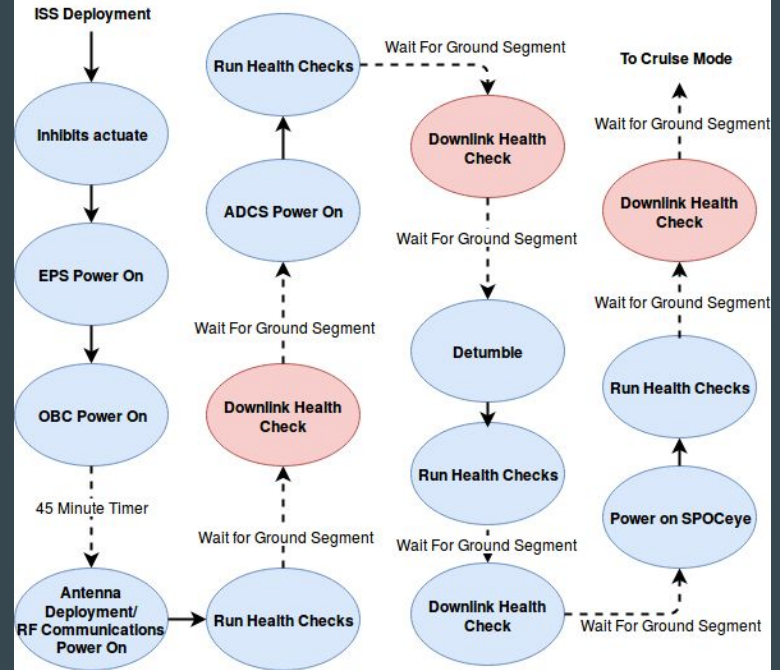 ISS Deployment
Inhibits actuate
EPS Power On
OBC Power On
45 Minute Timer
Antenna
Deployment/
RF Communications
Power On
Run Health Checks
Wait for Ground Segment
Downlink Health
Check
Wait For Ground Segment
ADCS Power On
Run Health Checks
Wait For Ground Segment
Downlink Health
Check
Wait For Ground Segment
Detumble
Run Health Checks
Wait For Ground Segment
Downlink Health
Check
Wait For Ground Segment
Power on SPOCeye
Run Health Checks
Wait for Ground Segment
Downlink Health
Check
Wait for Ground Segment
To Cruise Mode